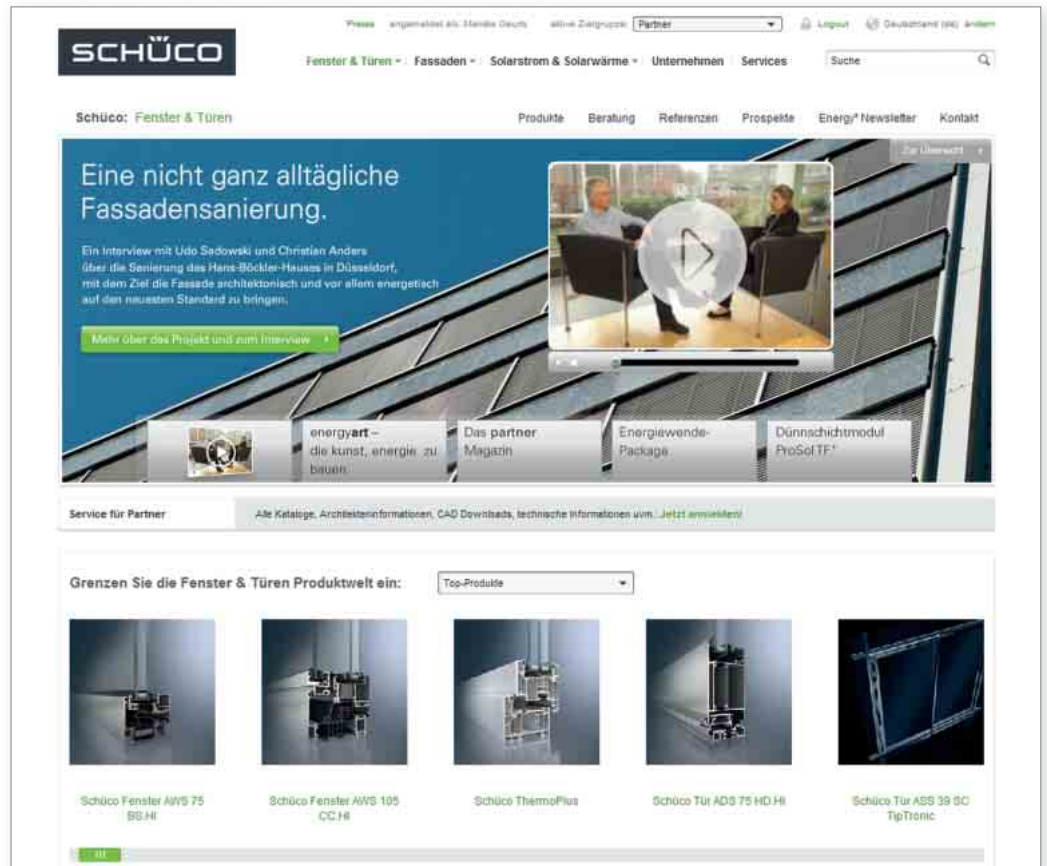 Presse angemeldet als: aktive Zielgruppe: Partner Logout Deutschland (de) ändern
SCHÜCO
Fenster & Türen Fassaden Solarstrom & Solarwärme Unternehmen Services Suche
Schüco: Fenster & Türen
Produkte Beratung Referenzen Prospekte Energy³ Newsletter Kontakt
Zur Übersicht
Eine nicht ganz alltägliche
Fassadensanierung.
Ein Interview mit Udo Sadowski und Christian Anders
über die Sanierung des Hans-Böckler-Hauses in Düsseldorf,
mit dem Ziel die Fassade architektonisch und vor allem energetisch
auf den neuesten Standard zu bringen.
Mehr über das Projekt und zum Interview
energyart –
die kunst, energie zu
bauen
Das partner
Magazin
Energiewende-
Package
Dünnschichtmodul
ProSol TF+
Service für Partner
Alle Kataloge, Architekteninformationen, CAD Downloads, technische Informationen uvm. Jetzt anmelden!
Grenzen Sie die Fenster & Türen Produktwelt ein: Top-Produkte
Schüco Fenster AWS 75
BS.HI
Schüco Fenster AWS 105
CC.HI
Schüco ThermoPlus
Schüco Tür ADS 75 HD.HI
Schüco Tür ASS 39 SC
TipTronic